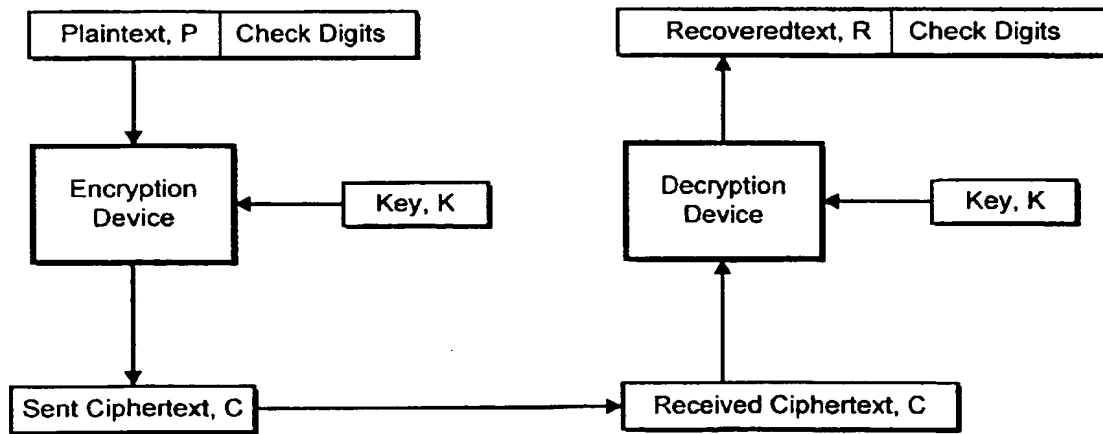 Plaintext, P Check Digits
Recoveredtext, R Check Digits
Encryption
Device
Key, K
Decryption
Device
Key, K
Sent Ciphertext, C
Received Ciphertext, C